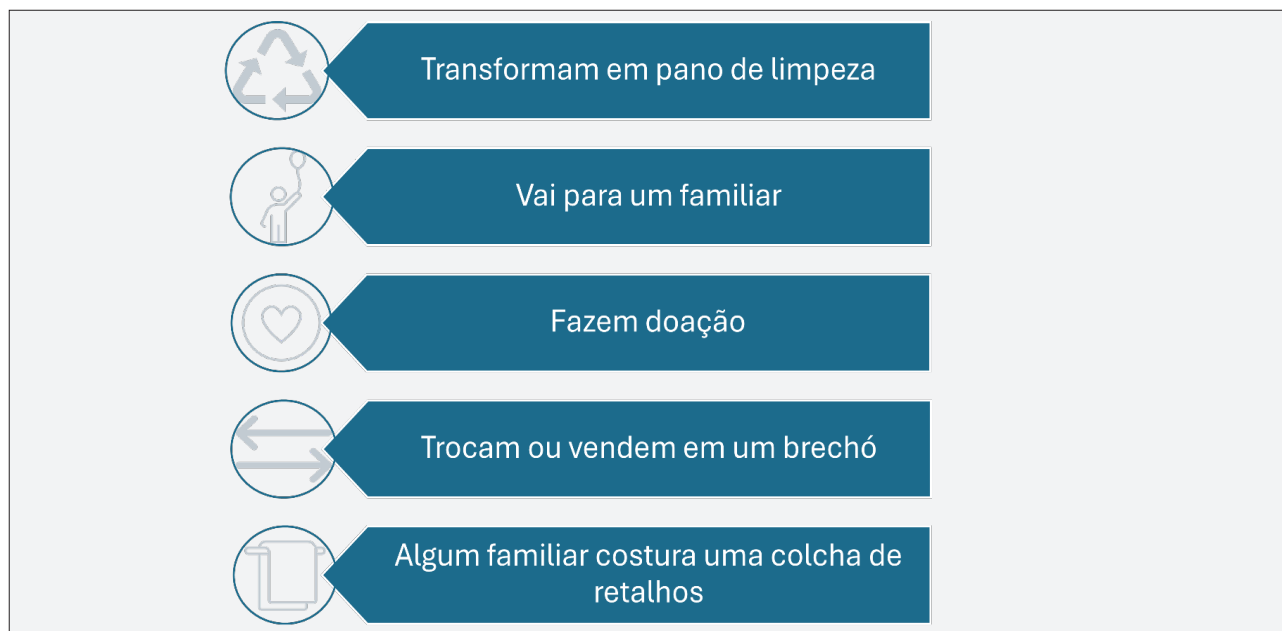 Transformam em pano de limpeza
Vai para um familiar
Fazem doação
Trocam ou vendem em um brechó
Algum familiar costura uma colcha de
retalhos